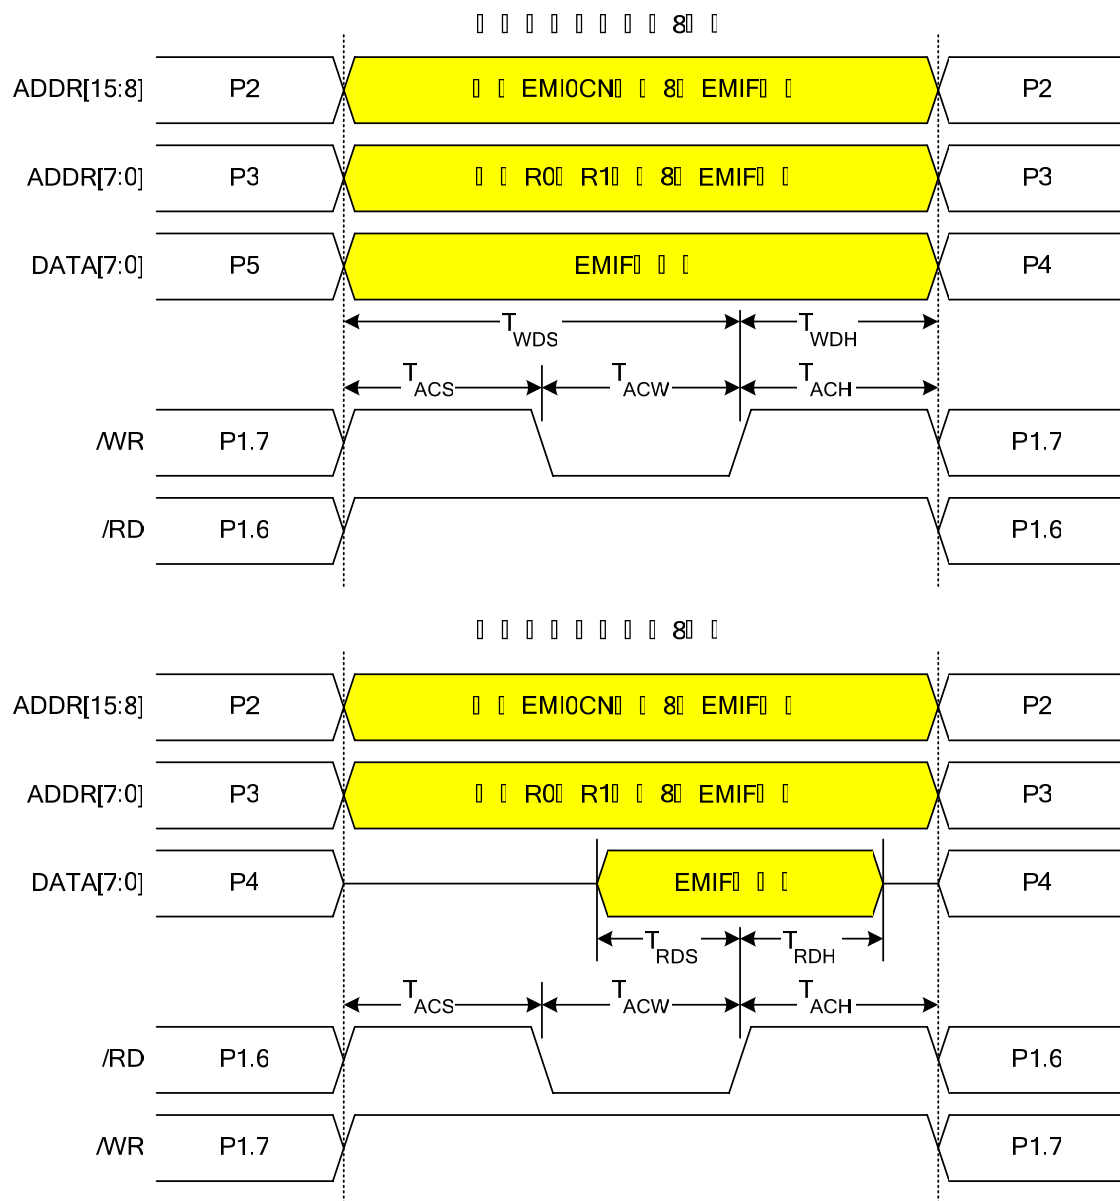 8
ADDR[15:8] P2 EMI0CN 8 EMIF P2
ADDR[7:0] P3 R0 R1 8 EMIF P3
DATA[7:0] P5 EMIF P4
TWDS TWDH
TACS TACW TACH
/WR P1.7 P1.7
/RD P1.6 P1.6
8
ADDR[15:8] P2 EMI0CN 8 EMIF P2
ADDR[7:0] P3 R0 R1 8 EMIF P3
DATA[7:0] P4 EMIF P4
TRDS TRDH
TACS TACW TACH
/RD P1.6 P1.6
/WR P1.7 P1.7